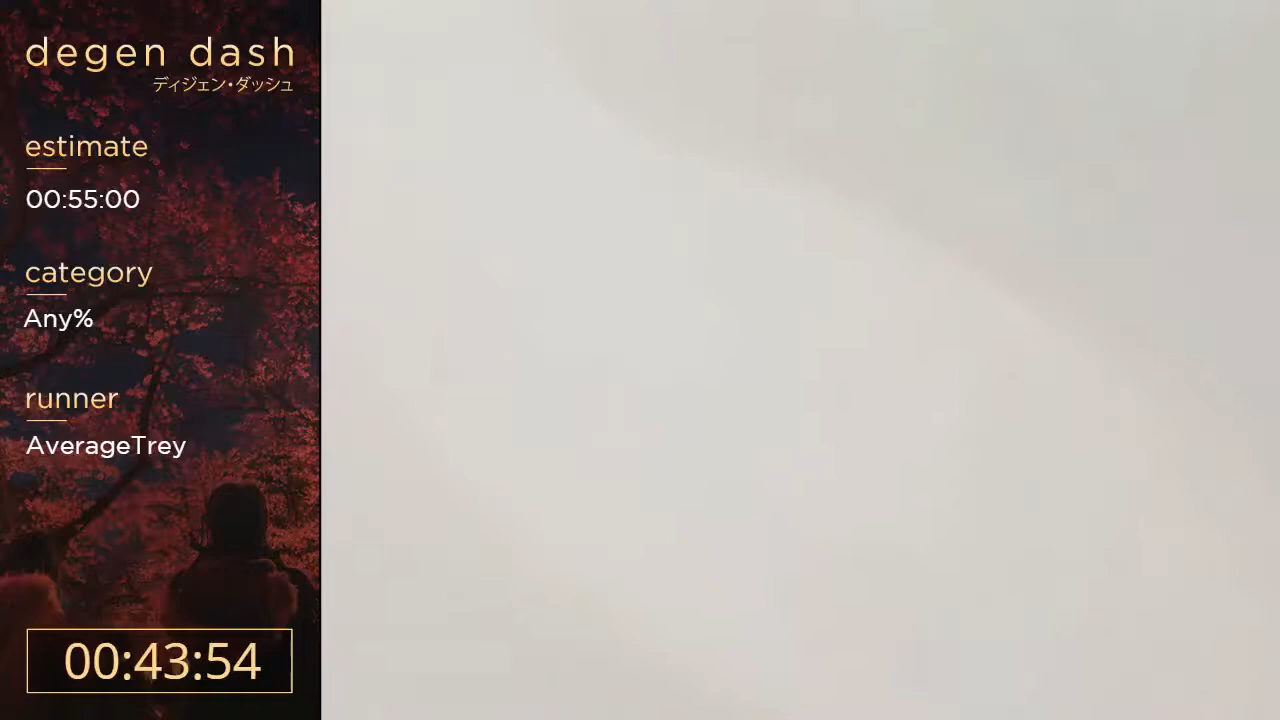 degen dash
ディジェン・ダッシュ
estimate
00:55:00
category
Any%
runner
AverageTrey
00:43:54